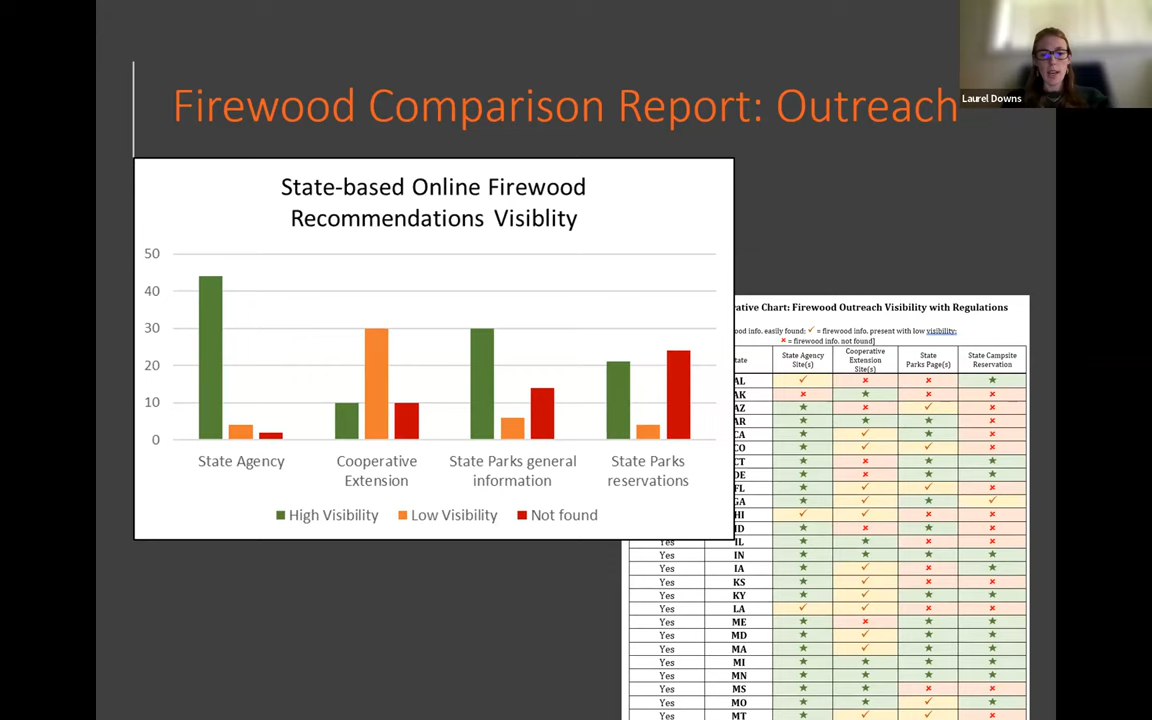 Laurel Downs
Firewood Comparison Report: Outreach
State-based Online Firewood
Recommendations Visiblity
50
40
30
20
10
0
State Agency
Cooperative
Extension
State Parks general
information
State Parks
reservations
High Visibility
Low Visibility
Not found
Chart: Firewood Outreach Visibility with Regulations
info. easily found; ✓ = firewood info. present with low visibility;
× = firewood info. not found]
State Agency
Site(s)
Cooperative
Extension
Site(s)
State
Parks Page(s)
State Campsite
Reservation
AL ✓ × × ★
AK × ★ × ×
AZ ★ × ✓ ×
AR ★ ★ ★ ×
CA ★ ✓ ★ ×
CO ★ ✓ ✓ ×
CT ★ × ★ ★
DE ★ × ★ ★
FL ★ ✓ ✓ ×
GA ★ ✓ ★ ✓
HI ✓ ✓ × ×
ID ★ × ★ ×
Yes IL ★ ★ × ×
Yes IN ★ ★ ★ ★
Yes IA ★ ✓ × ★
Yes KS ★ ✓ × ×
Yes KY ★ ✓ ★ ★
Yes LA ✓ ✓ × ×
Yes ME ★ × ★ ★
Yes MD ★ ✓ ★ ★
Yes MA ★ ✓ ★ ★
Yes MI ★ ★ ★ ★
Yes MN ★ ★ ★ ★
Yes MS ★ ★ × ×
Yes MO ★ ★ ✓ ★
Yes MT ★ ✓ ✓ ×